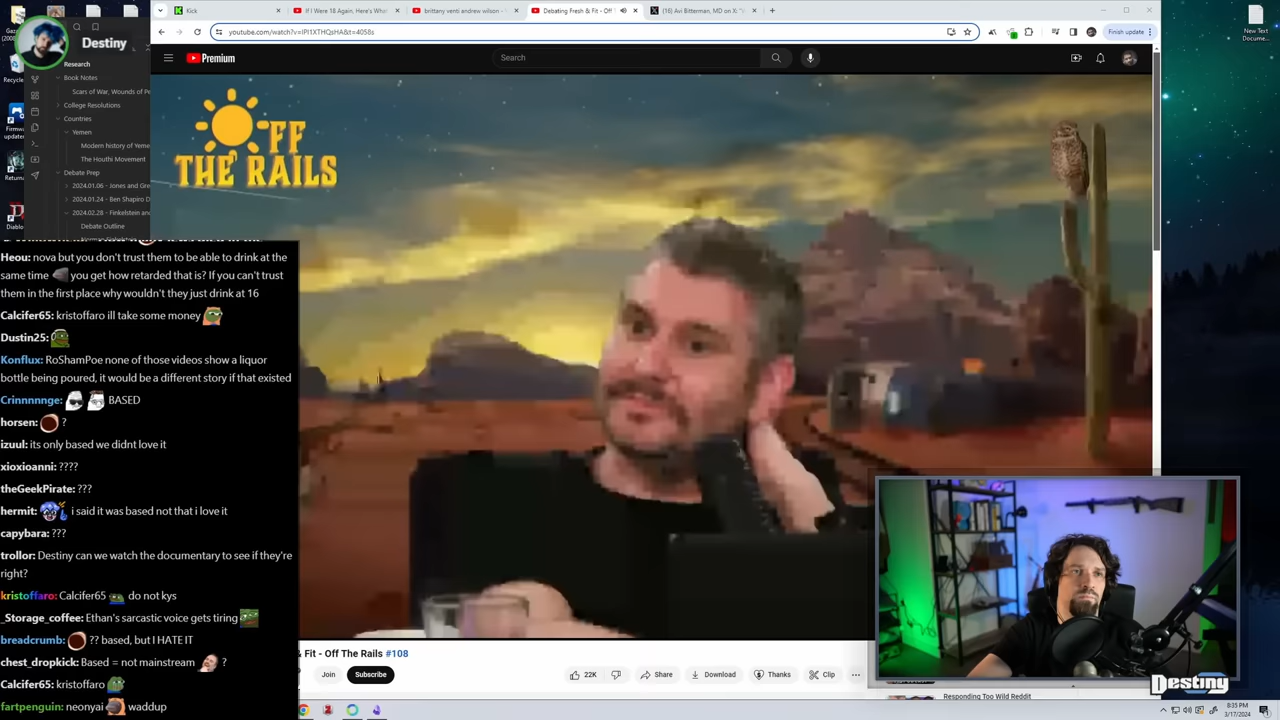 Kick
If I Were 18 Again, Here's What
brittany venti andrew wilson -
Debating Fresh & Fit - Off
(16) Avi Bitterman, MD on X:
youtube.com/watch?v=IPl1XTHQsHA&t=4058s
Finish update
Premium
Search
Destiny
Research
Book Notes
Scars of War, Wounds of Pe
College Resolutions
Countries
Yemen
Modern history of Yeme
The Houthi Movement
Debate Prep
2024.01.06 - Jones and Gre
2024.01.24 - Ben Shapiro D
2024.02.28 - Finkelstein an
Debate Outline
New Text
Docume...
OFF
THE RAILS
Heou: nova but you don't trust them to be able to drink at the
same time you get how retarded that is? If you can't trust
them in the first place why wouldn't they just drink at 16
Calcifer65: kristoffaro ill take some money
Dustin25:
Konflux: RoShamPoe none of those videos show a liquor
bottle being poured, it would be a different story if that existed
Crinnnnnge: BASED
horsen: ?
izuul: its only based we didnt love it
xioxioanni: ????
theGeekPirate: ???
hermit: i said it was based not that i love it
capybara: ???
trollor: Destiny can we watch the documentary to see if they're
right?
kristoffaro: Calcifer65 do not kys
_Storage_coffee: Ethan's sarcastic voice gets tiring
breadcrumb: ?? based, but I HATE IT
chest_dropkick: Based = not mainstream ?
Calcifer65: kristoffaro
fartpenguin: neonyai waddup
& Fit - Off The Rails #108
Join
Subscribe
22K
Share
Download
Thanks
Clip
Responding Too Wild Reddit
Destiny
8:35 PM
3/17/2024